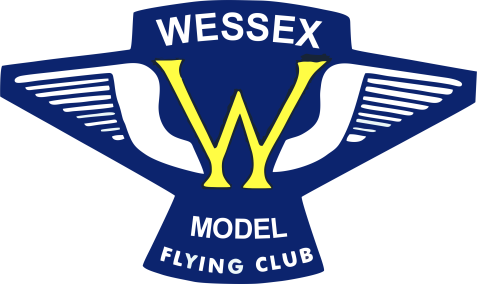 WESSEX
W
MODEL
FLYING CLUB